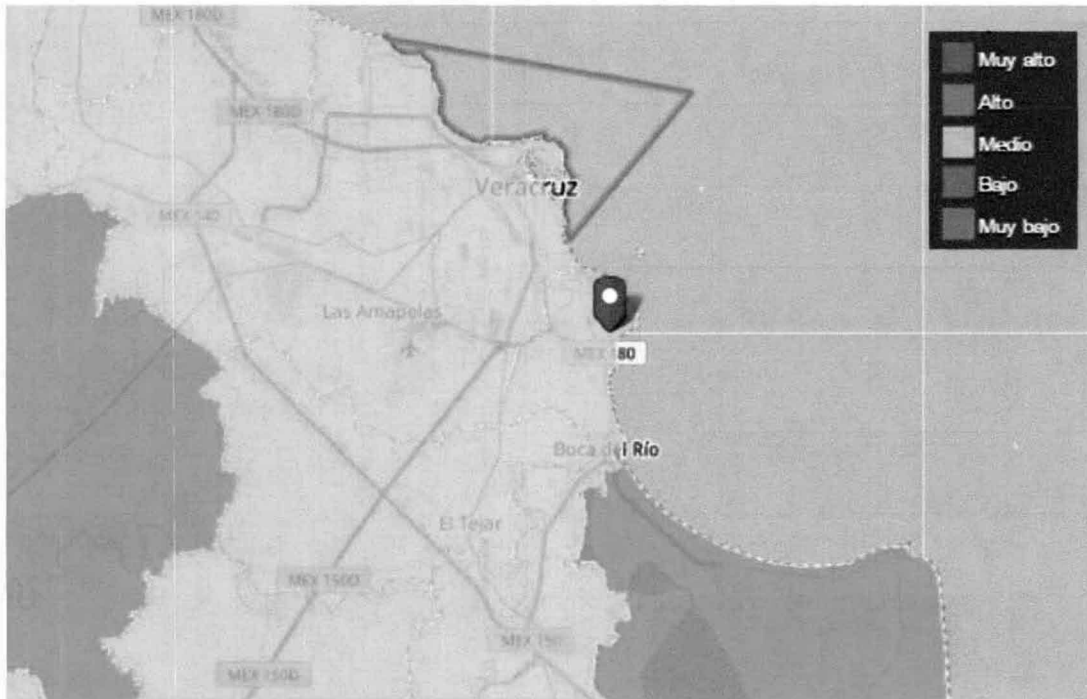 MEX 180D
MEX 180D
Veracruz
MEX 140
Las Amapolas
MEX 180
Boca del Río
El Tejar
MEX 150D
MEX 150
MEX 150D
Muy alto
Alto
Medio
Bajo
Muy bajo